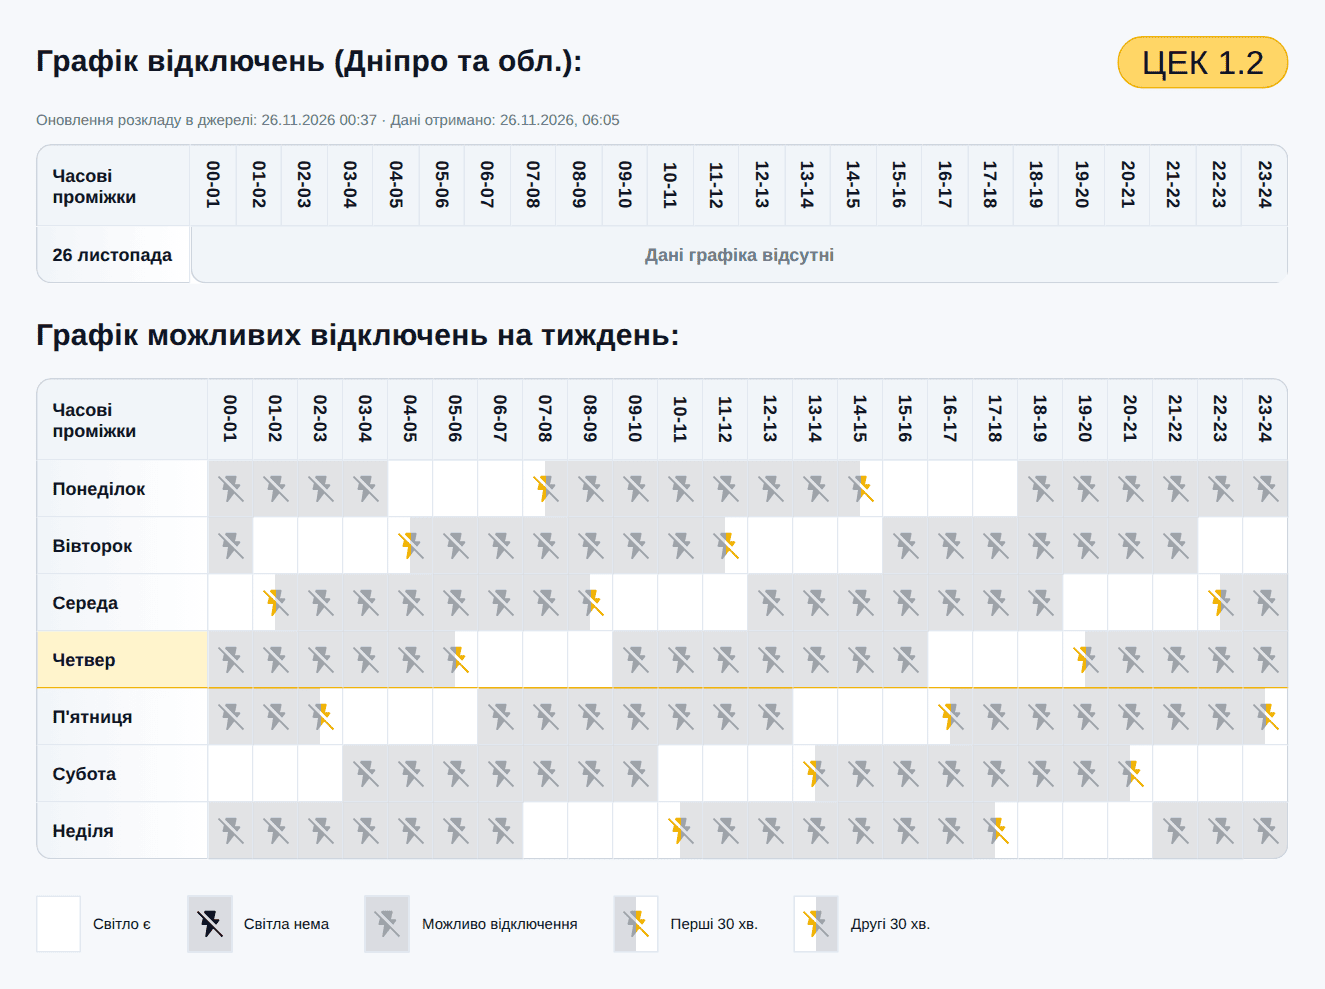 Графік відключень (Дніпро та обл.):
ЦЕК 1.2
Оновлення розкладу в джерелі: 26.11.2026 00:37 · Дані отримано: 26.11.2026, 06:05
Часові проміжки 00-01 01-02 02-03 03-04 04-05 05-06 06-07 07-08 08-09 09-10 10-11 11-12 12-13 13-14 14-15 15-16 16-17 17-18 18-19 19-20 20-21 21-22 22-23 23-24
26 листопада Дані графіка відсутні
Графік можливих відключень на тиждень:
Часові проміжки 00-01 01-02 02-03 03-04 04-05 05-06 06-07 07-08 08-09 09-10 10-11 11-12 12-13 13-14 14-15 15-16 16-17 17-18 18-19 19-20 20-21 21-22 22-23 23-24
Понеділок
Вівторок
Середа
Четвер
П'ятниця
Субота
Неділя
Світло є Світла нема Можливо відключення Перші 30 хв. Другі 30 хв.